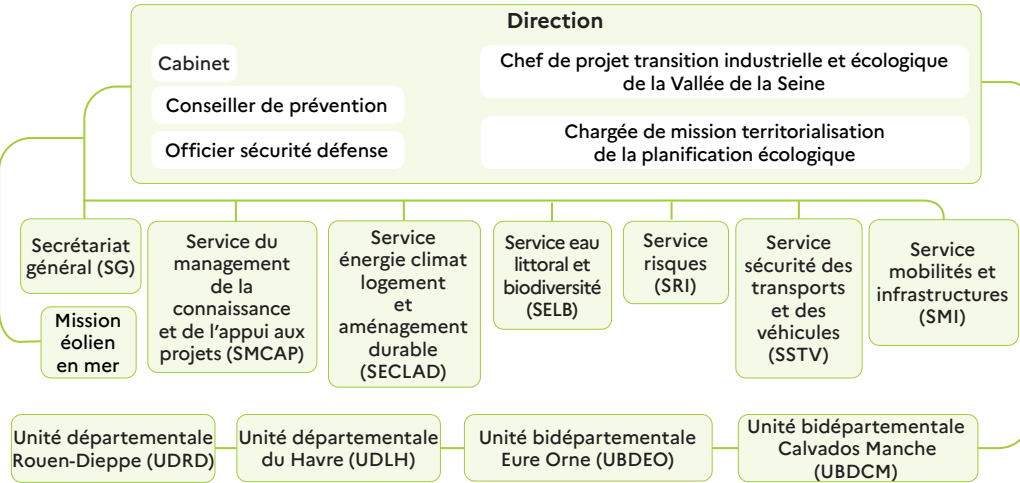 Direction
Cabinet
Conseiller de prévention
Officier sécurité défense
Chef de projet transition industrielle et écologique
de la Vallée de la Seine
Chargée de mission territorialisation
de la planification écologique
Secrétariat
général (SG)
Mission
éolien
en mer
Service du
management
de la
connaissance
et de l'appui aux
projets (SMCAP)
Service
énergie climat
logement
et
aménagement
durable
(SECLAD)
Service eau
littoral et
biodiversité
(SELB)
Service
risques
(SRI)
Service
sécurité des
transports
et des
véhicules
(SSTV)
Service
mobilités et
infrastructures
(SMI)
Unité départementale
Rouen-Dieppe (UDRD)
Unité départementale
du Havre (UDLH)
Unité bidépartementale
Eure Orne (UBDEO)
Unité bidépartementale
Calvados Manche
(UBDCM)